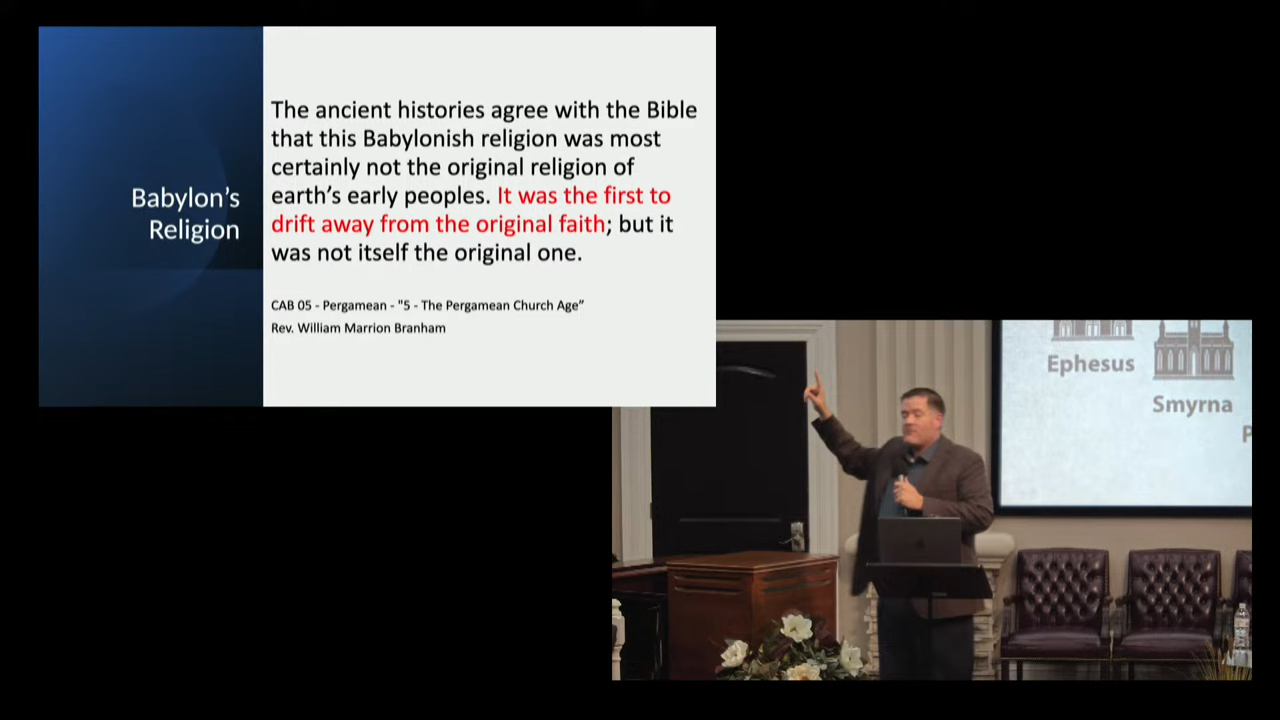 Babylon's
Religion
The ancient histories agree with the Bible
that this Babylonish religion was most
certainly not the original religion of
earth's early peoples. It was the first to
drift away from the original faith; but it
was not itself the original one.
CAB 05 - Pergamean - "5 - The Pergamean Church Age”
Rev. William Marrion Branham
Ephesus
Smyrna
P